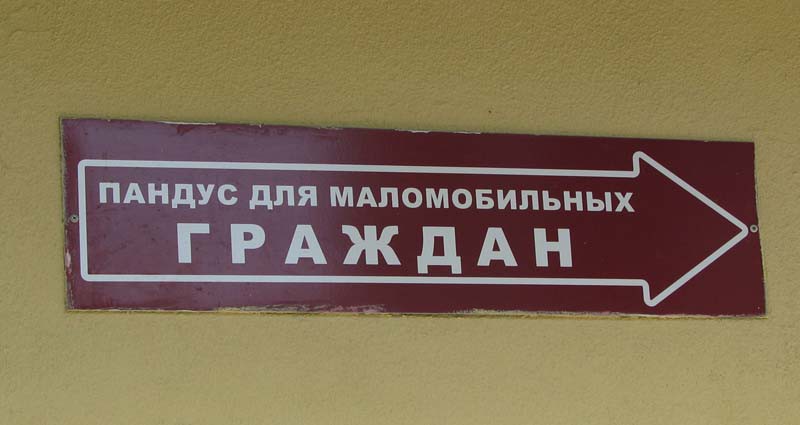 ПАНДУС ДЛЯ МАЛОМОБИЛЬНЫХ
ГРАЖДАН